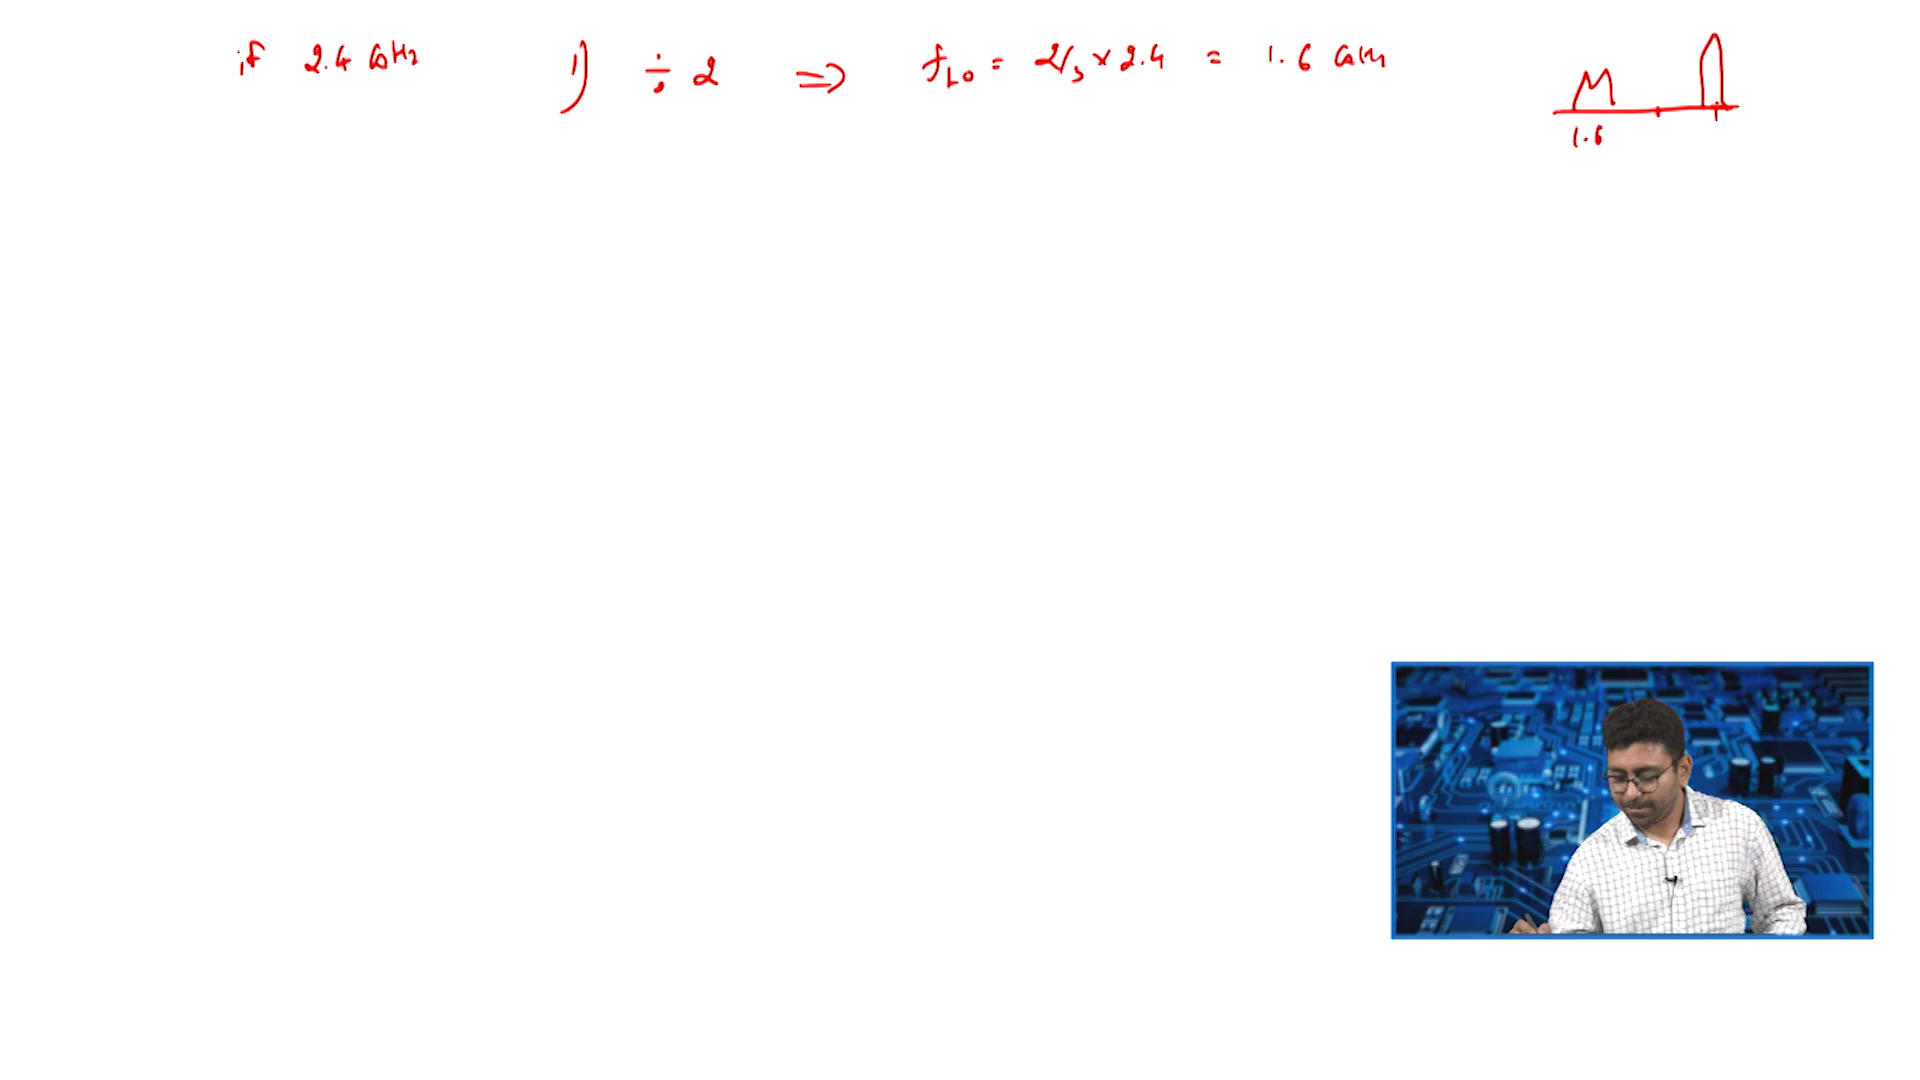 if 2.4 GHz 1) ÷ 2 ⇒ fLO = 2/3 × 2.4 = 1.6 GHz
1.6